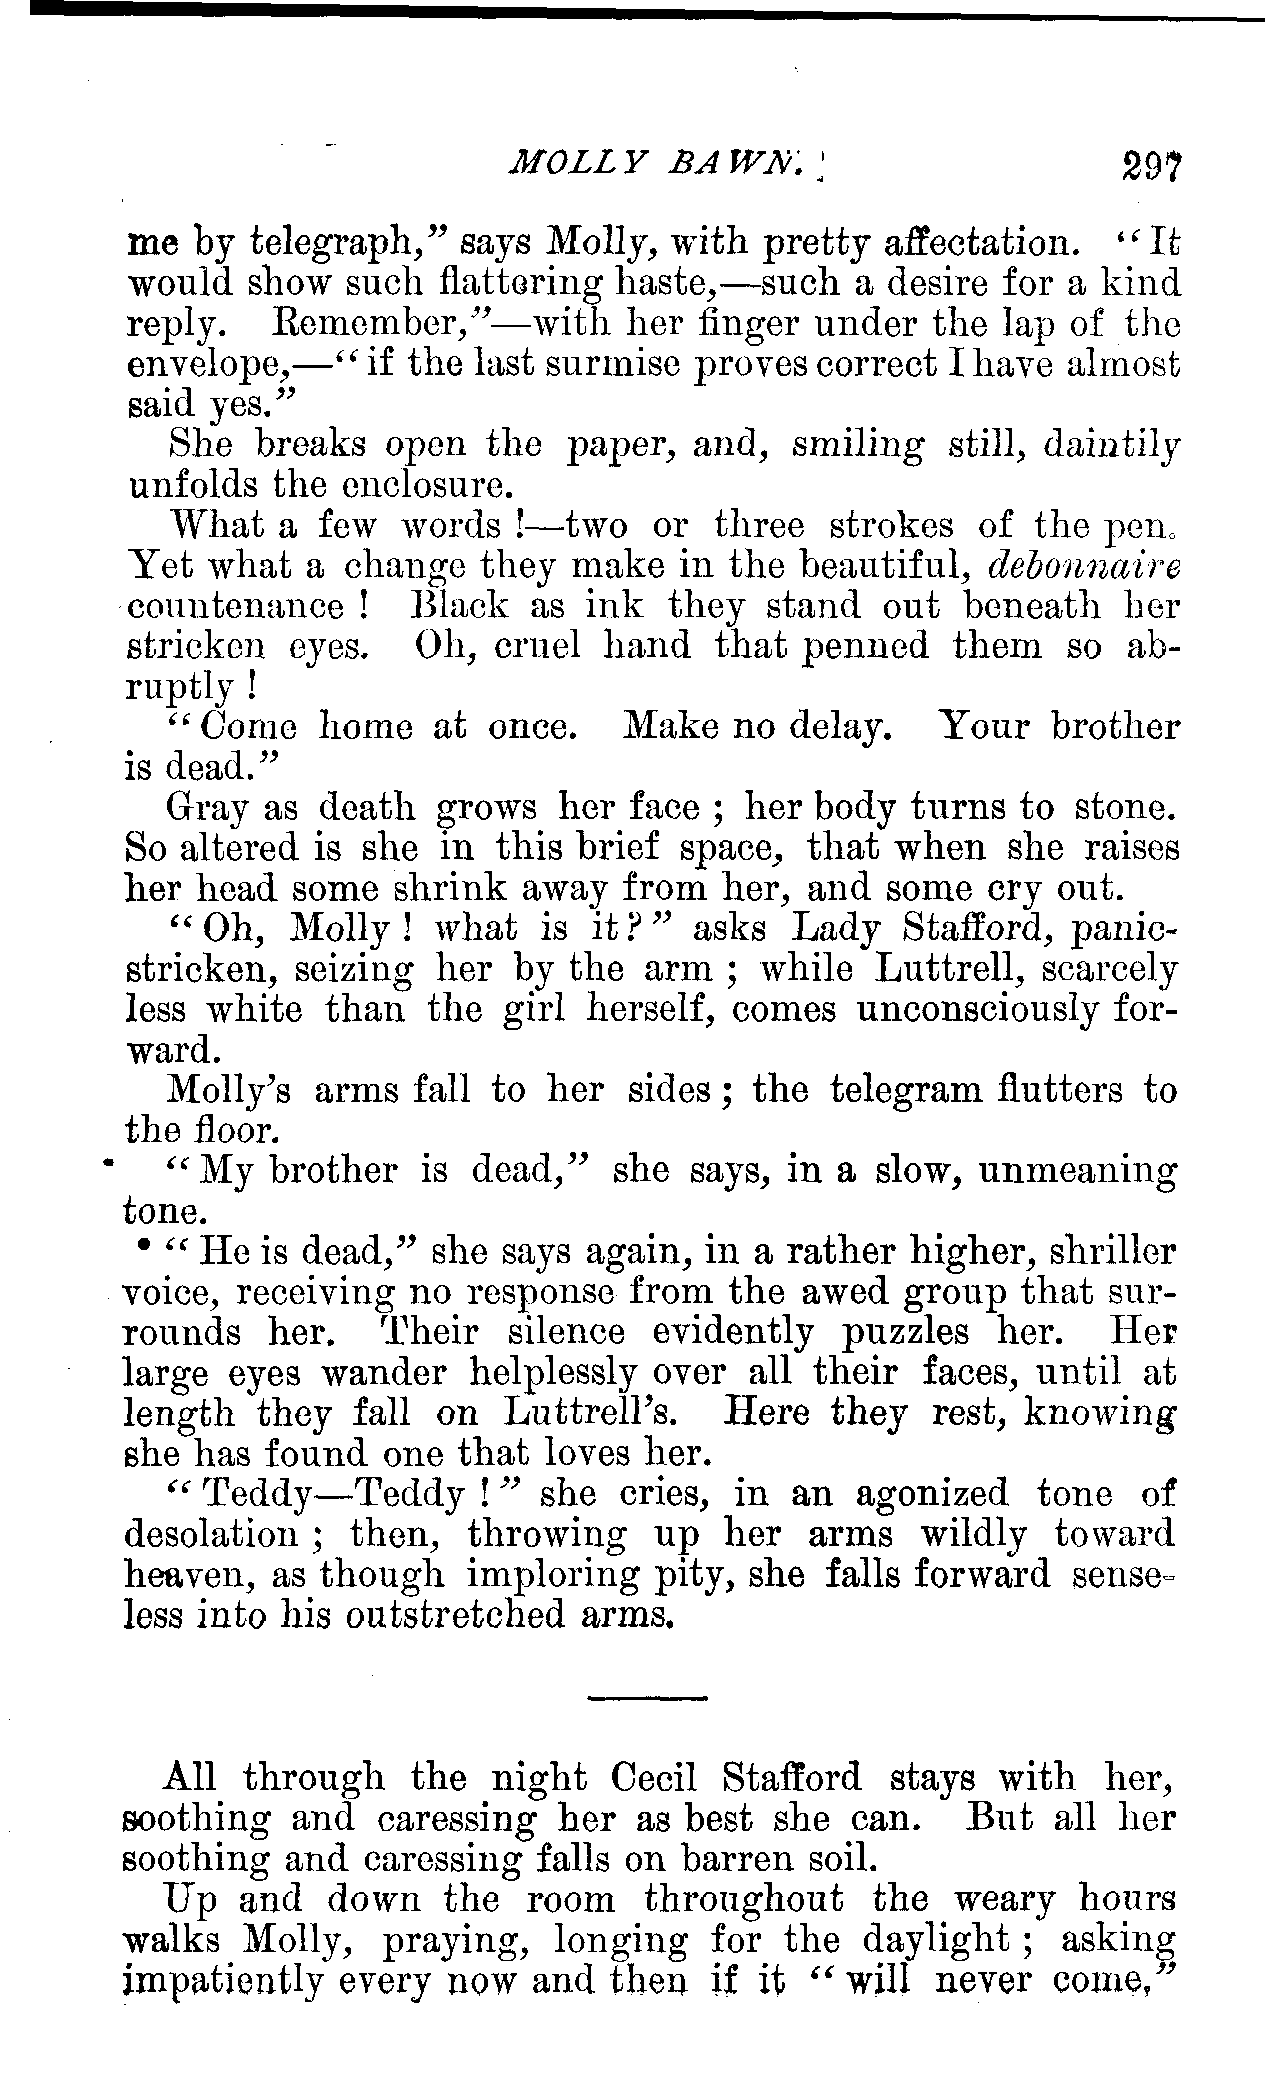 MOLLY BAWN. 297
me by telegraph,” says Molly, with pretty affectation. “It
would show such flattering haste,—such a desire for a kind
reply. Remember,”—with her finger under the lap of the
envelope,—“if the last surmise proves correct I have almost
said yes.”
She breaks open the paper, and, smiling still, daintily
unfolds the enclosure.
What a few words !—two or three strokes of the pen.
Yet what a change they make in the beautiful, debonnaire
countenance ! Black as ink they stand out beneath her
stricken eyes. Oh, cruel hand that penned them so ab-
ruptly !
“Come home at once. Make no delay. Your brother
is dead.”
Gray as death grows her face ; her body turns to stone.
So altered is she in this brief space, that when she raises
her head some shrink away from her, and some cry out.
“Oh, Molly ! what is it ?” asks Lady Stafford, panic-
stricken, seizing her by the arm ; while Luttrell, scarcely
less white than the girl herself, comes unconsciously for-
ward.
Molly’s arms fall to her sides ; the telegram flutters to
the floor.
“My brother is dead,” she says, in a slow, unmeaning
tone.
“He is dead,” she says again, in a rather higher, shriller
voice, receiving no response from the awed group that sur-
rounds her. Their silence evidently puzzles her. Her
large eyes wander helplessly over all their faces, until at
length they fall on Luttrell’s. Here they rest, knowing
she has found one that loves her.
“Teddy—Teddy !” she cries, in an agonized tone of
desolation ; then, throwing up her arms wildly toward
heaven, as though imploring pity, she falls forward sense-
less into his outstretched arms.
All through the night Cecil Stafford stays with her,
soothing and caressing her as best she can. But all her
soothing and caressing falls on barren soil.
Up and down the room throughout the weary hours
walks Molly, praying, longing for the daylight ; asking
impatiently every now and then if it “will never come,”